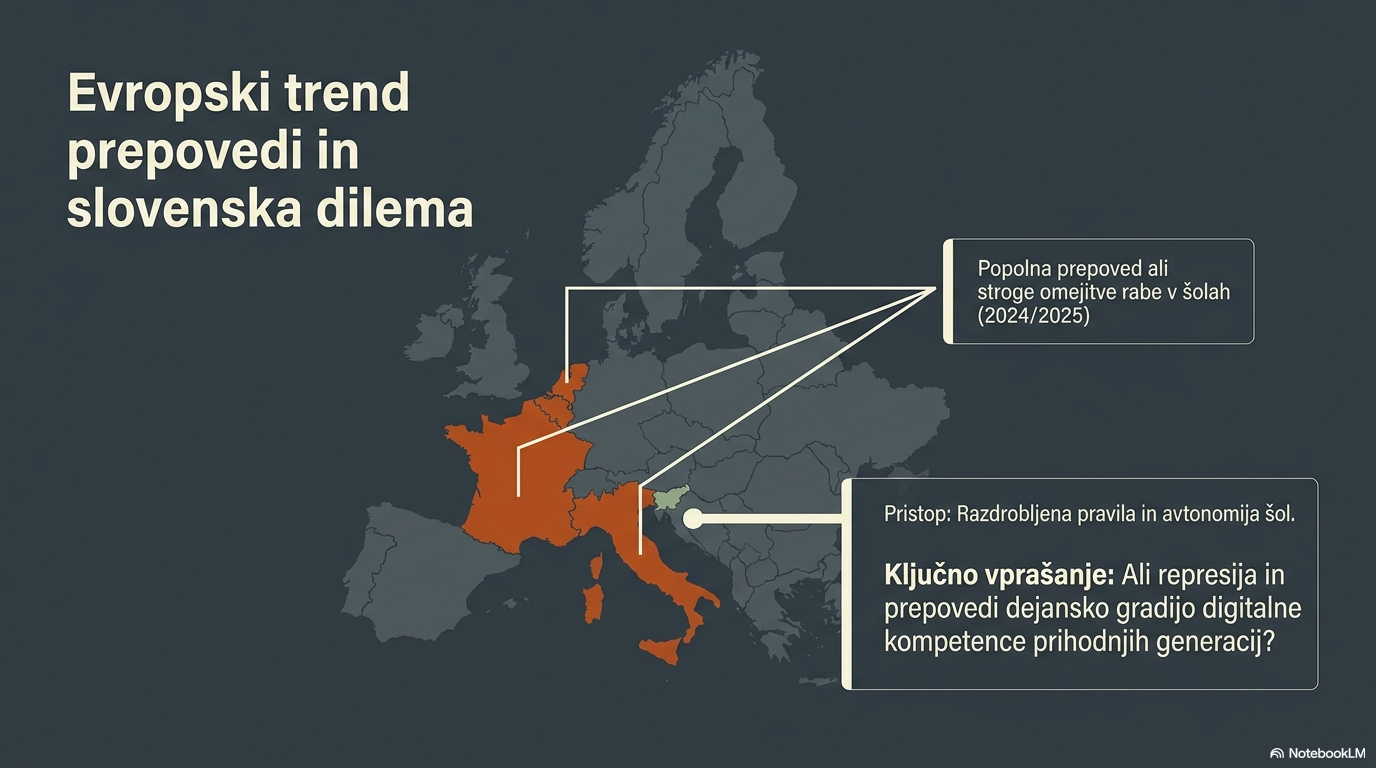 Evropski trend
prepovedi in
slovenska dilema
Popolna prepoved ali
stroge omejitve rabe v šolah
(2024/2025)
Pristop: Razdrobljena pravila in avtonomija šol.
Ključno vprašanje: Ali represija in
prepovedi dejansko gradijo digitalne
kompetence prihodnjih generacij?
NotebookLM